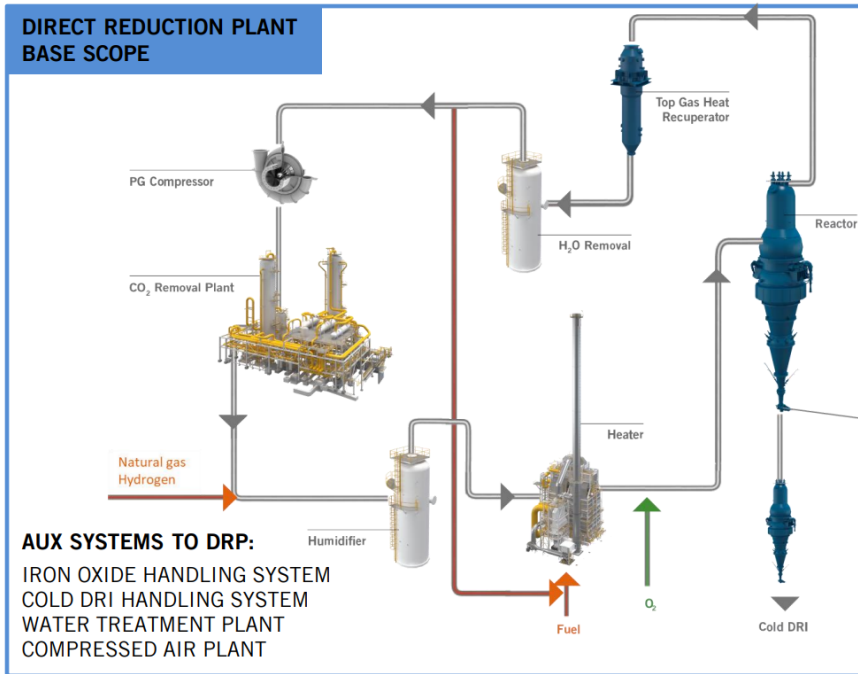 DIRECT REDUCTION PLANT
BASE SCOPE
Top Gas Heat
Recuperator
PG Compressor
Reactor
H₂O Removal
CO₂ Removal Plant
Heater
Natural gas
Hydrogen
Humidifier
AUX SYSTEMS TO DRP:
IRON OXIDE HANDLING SYSTEM
COLD DRI HANDLING SYSTEM
WATER TREATMENT PLANT
COMPRESSED AIR PLANT
Fuel
O₂
Cold DRI